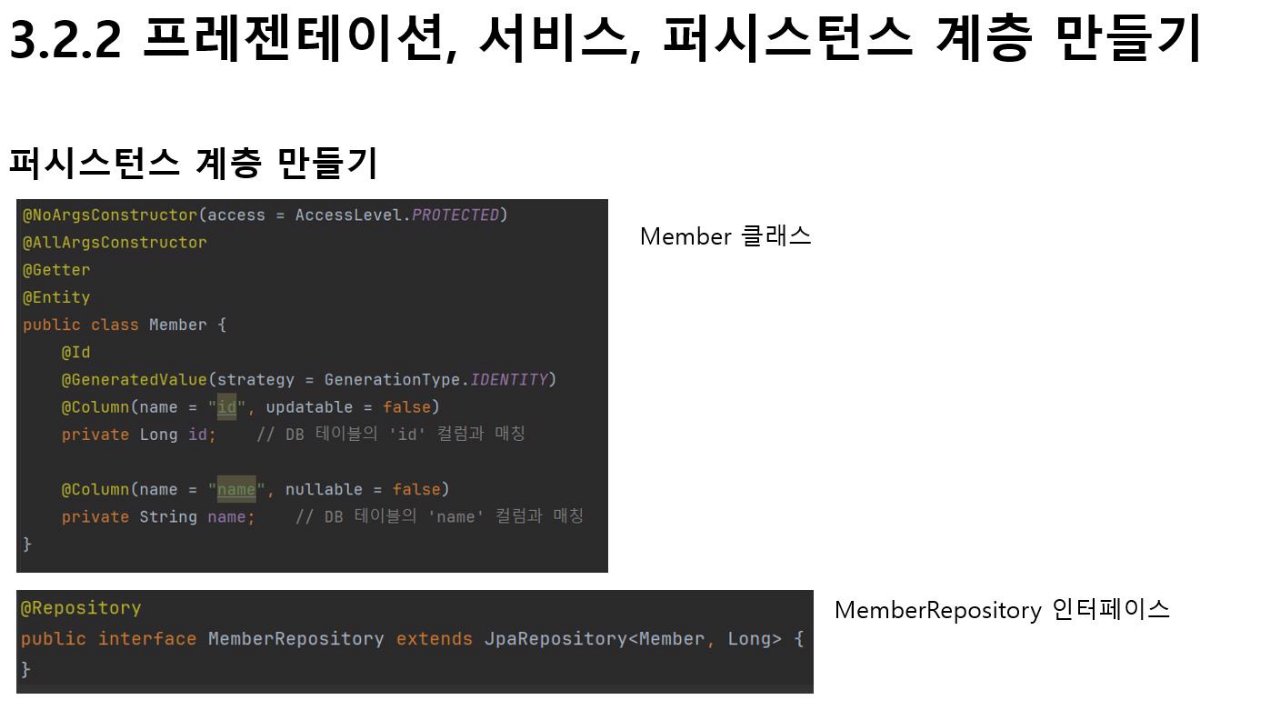 3.2.2 프레젠테이션, 서비스, 퍼시스턴스 계층 만들기
퍼시스턴스 계층 만들기
@NoArgsConstructor(access = AccessLevel.PROTECTED)
@AllArgsConstructor
@Getter
@Entity
public class Member {
    @Id
    @GeneratedValue(strategy = GenerationType.IDENTITY)
    @Column(name = "id", updatable = false)
    private Long id;    // DB 테이블의 'id' 컬럼과 매칭
    @Column(name = "name", nullable = false)
    private String name;    // DB 테이블의 'name' 컬럼과 매칭
}
Member 클래스
@Repository
public interface MemberRepository extends JpaRepository<Member, Long> {
}
MemberRepository 인터페이스